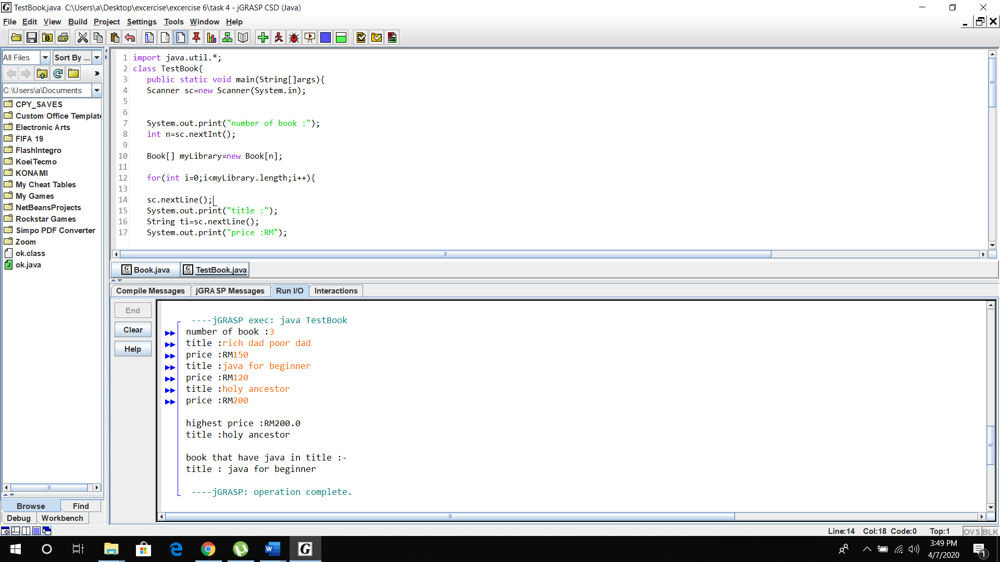 TestBook.java C:\Users\a\Desktop\excercise\excercise 6\task 4 - jGRASP CSD (Java)
File Edit View Build Project Settings Tools Window Help
All Files Sort By ...
C:\Users\a\Documents
CPY_SAVES
Custom Office Templat
Electronic Arts
FIFA 19
FlashIntegro
KoeiTecmo
KONAMI
My Cheat Tables
My Games
NetBeansProjects
Rockstar Games
Simpo PDF Converter
Zoom
ok.class
ok.java
Browse Find
Debug Workbench
1 import java.util.*;
2 class TestBook{
3 public static void main(String[]args){
4 Scanner sc=new Scanner(System.in);
5
6
7 System.out.print("number of book :");
8 int n=sc.nextInt();
9
10 Book[] myLibrary=new Book[n];
11
12 for(int i=0;i<myLibrary.length;i++){
13
14 sc.nextLine();
15 System.out.print("title :");
16 String ti=sc.nextLine();
17 System.out.print("price :RM");
Book.java TestBook.java
Compile Messages jGRASP Messages Run I/O Interactions
End
Clear
Help
----jGRASP exec: java TestBook
number of book :3
title :rich dad poor dad
price :RM150
title :java for beginner
price :RM120
title :holy ancestor
price :RM200
highest price :RM200.0
title :holy ancestor
book that have java in title :-
title : java for beginner
----jGRASP: operation complete.
Line:14 Col:18 Code:0 Top:1 OVS BLK
3:49 PM
4/7/2020
1